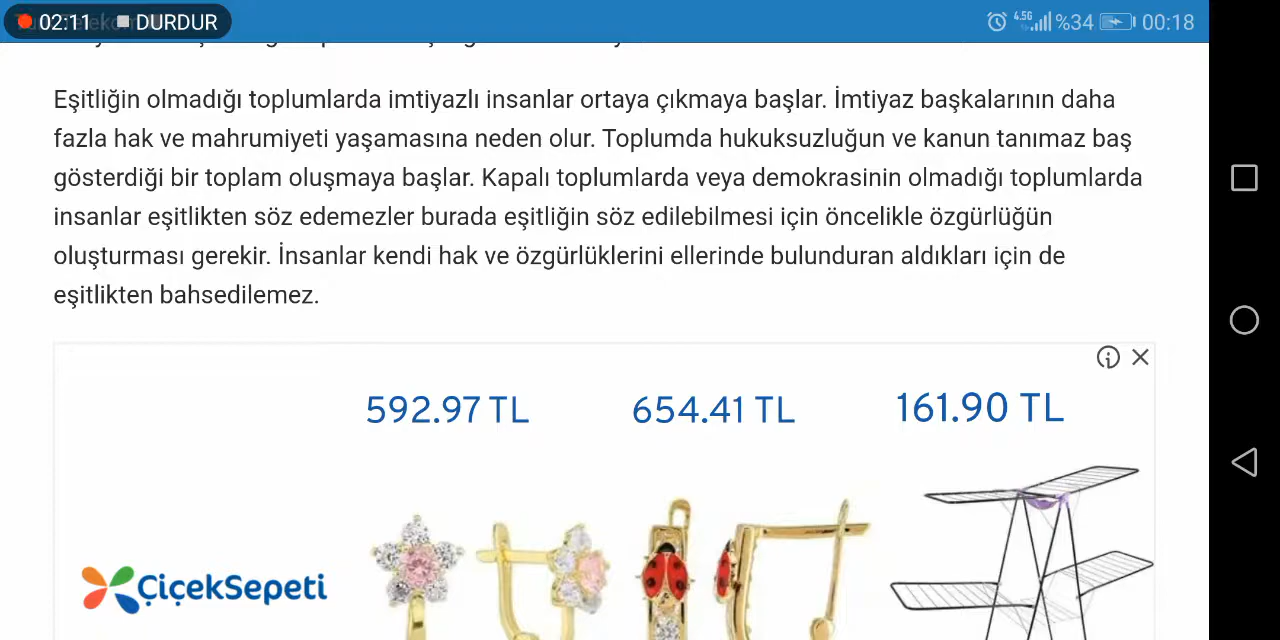 02:11 DURDUR 4.5G %34 00:18
Eşitliğin olmadığı toplumlarda imtiyazlı insanlar ortaya çıkmaya başlar. İmtiyaz başkalarının daha
fazla hak ve mahrumiyeti yaşamasına neden olur. Toplumda hukuksuzluğun ve kanun tanımaz baş
gösterdiği bir toplam oluşmaya başlar. Kapalı toplumlarda veya demokrasinin olmadığı toplumlarda
insanlar eşitlikten söz edemezler burada eşitliğin söz edilebilmesi için öncelikle özgürlüğün
oluşturması gerekir. İnsanlar kendi hak ve özgürlüklerini ellerinde bulunduran aldıkları için de
eşitlikten bahsedilemez.
592.97 TL 654.41 TL 161.90 TL
ÇiçekSepeti